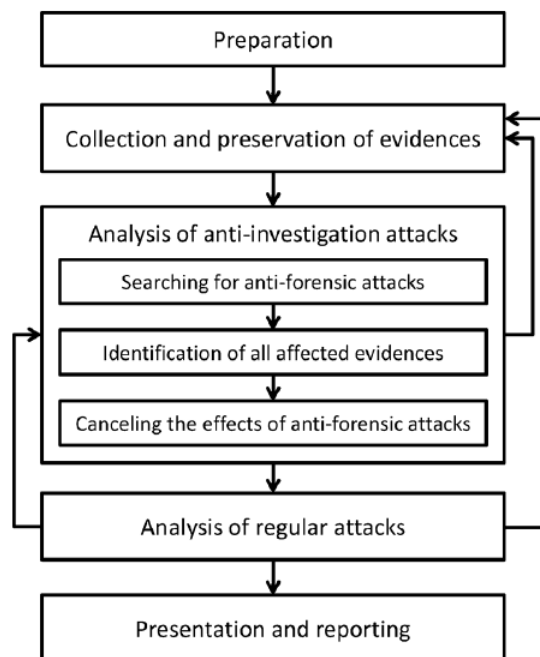 Preparation
Collection and preservation of evidences
Analysis of anti-investigation attacks
Searching for anti-forensic attacks
Identification of all affected evidences
Canceling the effects of anti-forensic attacks
Analysis of regular attacks
Presentation and reporting